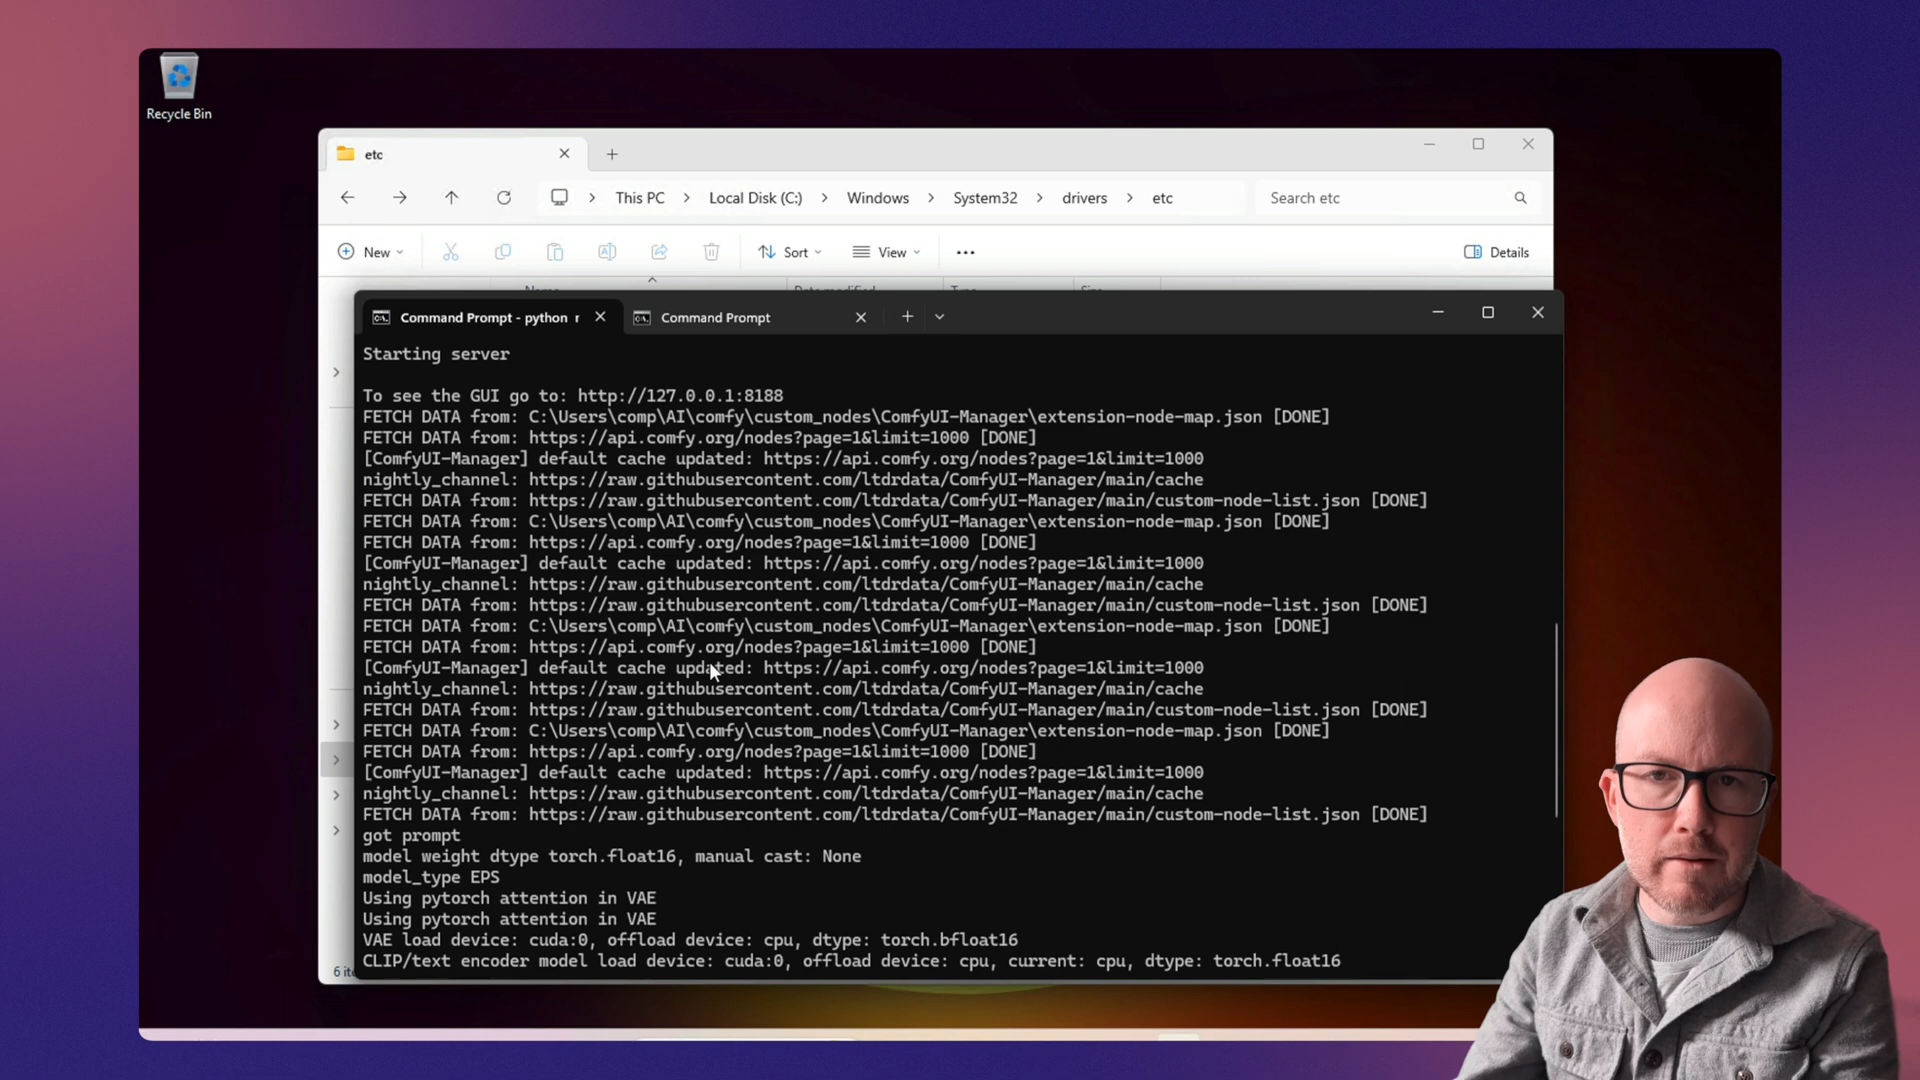 Recycle Bin
etc
This PC > Local Disk (C:) > Windows > System32 > drivers > etc
Search etc
New
Sort
View
Details
Name
Date modified
Type
Size
Command Prompt - python
Command Prompt
Starting server
To see the GUI go to: http://127.0.0.1:8188
FETCH DATA from: C:\Users\comp\AI\comfy\custom_nodes\ComfyUI-Manager\extension-node-map.json [DONE]
FETCH DATA from: https://api.comfy.org/nodes?page=1&limit=1000 [DONE]
[ComfyUI-Manager] default cache updated: https://api.comfy.org/nodes?page=1&limit=1000
nightly_channel: https://raw.githubusercontent.com/ltdrdata/ComfyUI-Manager/main/cache
FETCH DATA from: https://raw.githubusercontent.com/ltdrdata/ComfyUI-Manager/main/custom-node-list.json [DONE]
FETCH DATA from: C:\Users\comp\AI\comfy\custom_nodes\ComfyUI-Manager\extension-node-map.json [DONE]
FETCH DATA from: https://api.comfy.org/nodes?page=1&limit=1000 [DONE]
[ComfyUI-Manager] default cache updated: https://api.comfy.org/nodes?page=1&limit=1000
nightly_channel: https://raw.githubusercontent.com/ltdrdata/ComfyUI-Manager/main/cache
FETCH DATA from: https://raw.githubusercontent.com/ltdrdata/ComfyUI-Manager/main/custom-node-list.json [DONE]
FETCH DATA from: C:\Users\comp\AI\comfy\custom_nodes\ComfyUI-Manager\extension-node-map.json [DONE]
FETCH DATA from: https://api.comfy.org/nodes?page=1&limit=1000 [DONE]
[ComfyUI-Manager] default cache updated: https://api.comfy.org/nodes?page=1&limit=1000
nightly_channel: https://raw.githubusercontent.com/ltdrdata/ComfyUI-Manager/main/cache
FETCH DATA from: https://raw.githubusercontent.com/ltdrdata/ComfyUI-Manager/main/custom-node-list.json [DONE]
FETCH DATA from: C:\Users\comp\AI\comfy\custom_nodes\ComfyUI-Manager\extension-node-map.json [DONE]
FETCH DATA from: https://api.comfy.org/nodes?page=1&limit=1000 [DONE]
[ComfyUI-Manager] default cache updated: https://api.comfy.org/nodes?page=1&limit=1000
nightly_channel: https://raw.githubusercontent.com/ltdrdata/ComfyUI-Manager/main/cache
FETCH DATA from: https://raw.githubusercontent.com/ltdrdata/ComfyUI-Manager/main/custom-node-list.json [DONE]
got prompt
model weight dtype torch.float16, manual cast: None
model_type EPS
Using pytorch attention in VAE
Using pytorch attention in VAE
VAE load device: cuda:0, offload device: cpu, dtype: torch.bfloat16
CLIP/text encoder model load device: cuda:0, offload device: cpu, current: cpu, dtype: torch.float16
6